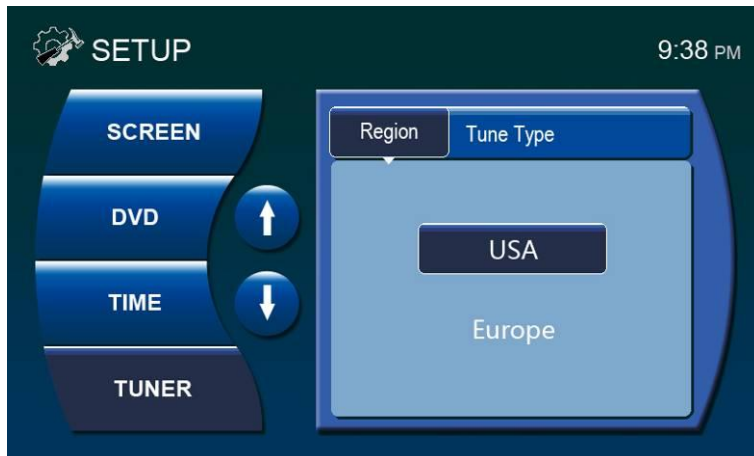 SETUP
9:38 PM
SCREEN
DVD
TIME
TUNER
Region
Tune Type
USA
Europe